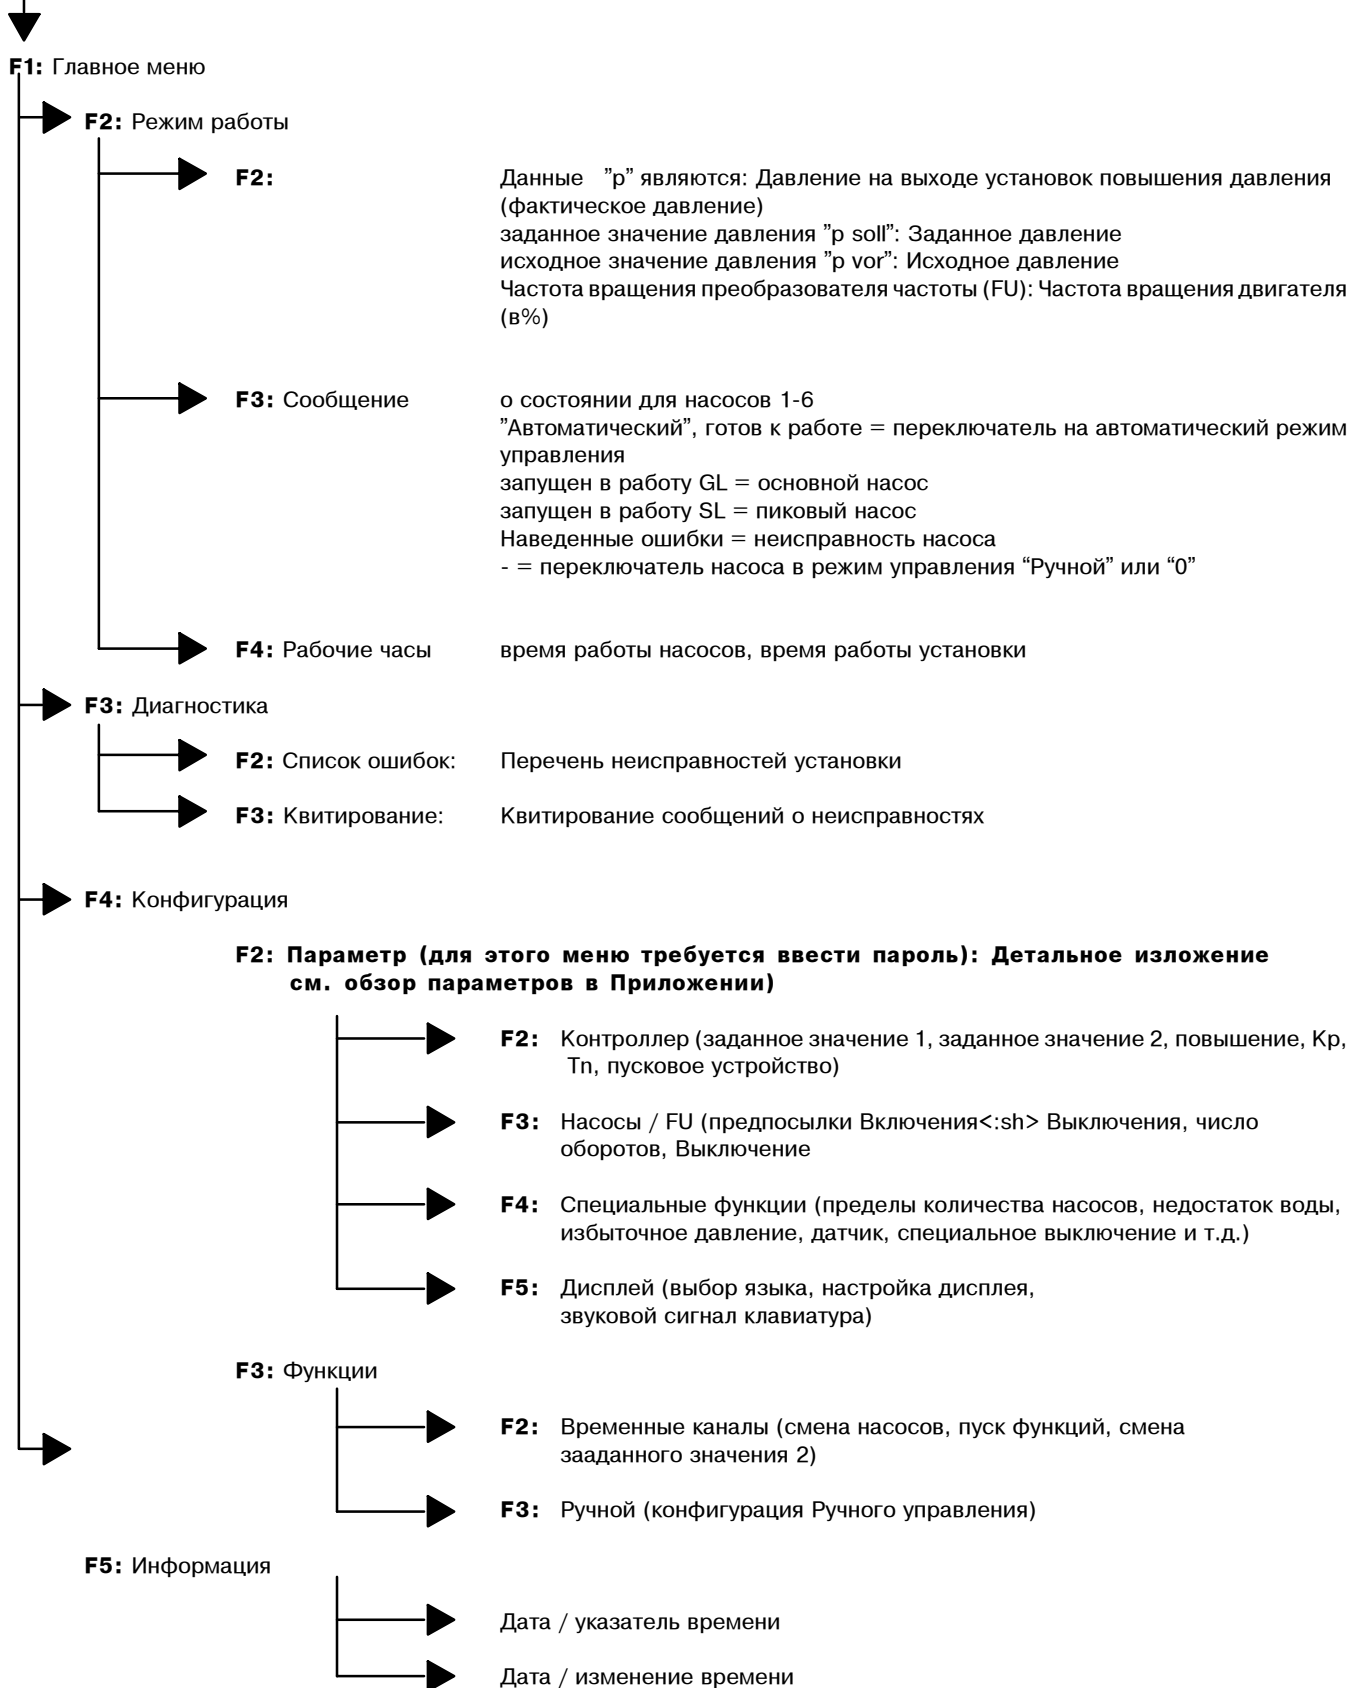 F1: Главное меню
F2: Режим работы
F2: Данные ”p” являются: Давление на выходе установок повышения давления
(фактическое давление)
заданное значение давления ”p soll”: Заданное давление
исходное значение давления ”p vor”: Исходное давление
Частота вращения преобразователя частоты (FU): Частота вращения двигателя
(в%)
F3: Сообщение о состоянии для насосов 1-6
”Автоматический”, готов к работе = переключатель на автоматический режим
управления
запущен в работу GL = основной насос
запущен в работу SL = пиковый насос
Наведенные ошибки = неисправность насоса
- = переключатель насоса в режим управления “Ручной” или “0”
F4: Рабочие часы время работы насосов, время работы установки
F3: Диагностика
F2: Список ошибок: Перечень неисправностей установки
F3: Квитирование: Квитирование сообщений о неисправностях
F4: Конфигурация
F2: Параметр (для этого меню требуется ввести пароль): Детальное изложение
см. обзор параметров в Приложении)
F2: Контроллер (заданное значение 1, заданное значение 2, повышение, Kp,
Tn, пусковое устройство)
F3: Насосы / FU (предпосылки Включения<:sh> Выключения, число
оборотов, Выключение
F4: Специальные функции (пределы количества насосов, недостаток воды,
избыточное давление, датчик, специальное выключение и т.д.)
F5: Дисплей (выбор языка, настройка дисплея,
звуковой сигнал клавиатура)
F3: Функции
F2: Временные каналы (смена насосов, пуск функций, смена
зааданного значения 2)
F3: Ручной (конфигурация Ручного управления)
F5: Информация
Дата / указатель времени
Дата / изменение времени